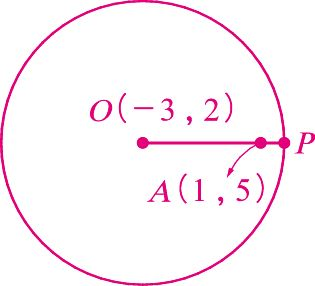 O(−3 , 2)
P
A(1 , 5)